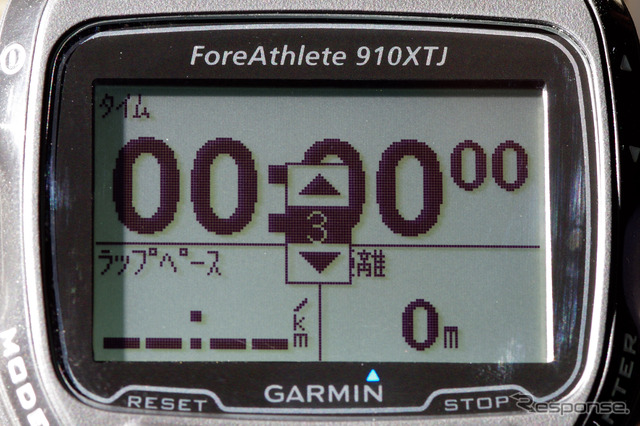 ForeAthlete 910XTJ
タイム
00:00 00
3
ラップペース
距離
--:-- /km
0m
GARMIN
RESET
STOP
MODE
Response.